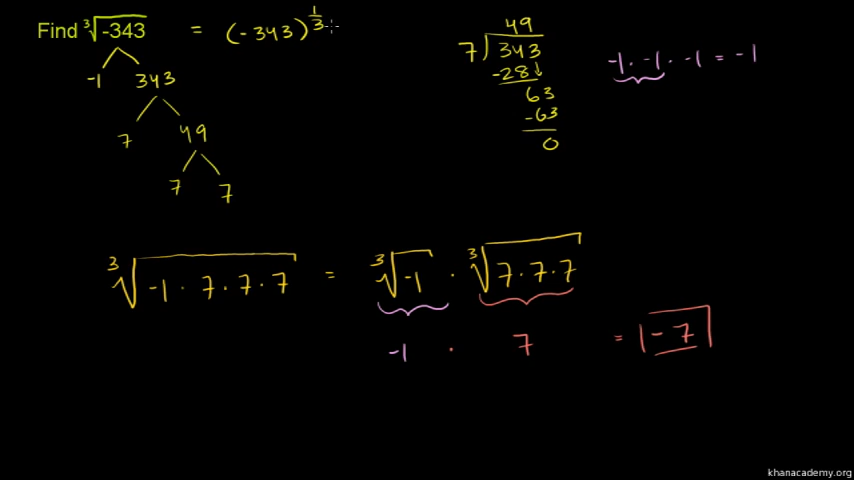 Find ∛-343 = (-343)^(1/3)
-1 343
7 49
7 7
49
7 ) 343
-28↓
63
-63
0
-1 · -1 · -1 = -1
∛(-1 · 7 · 7 · 7) = ∛-1 · ∛(7 · 7 · 7)
-1 · 7 = -7
khanacademy.org